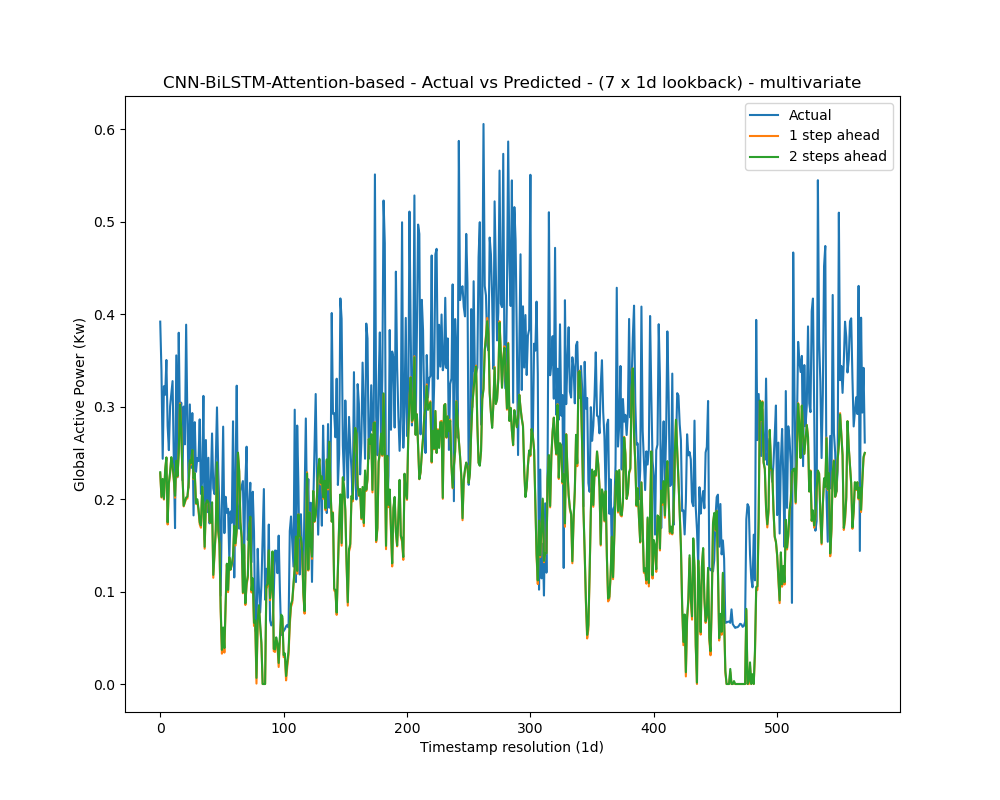 CNN-BiLSTM-Attention-based - Actual vs Predicted - (7 x 1d lookback) - multivariate
Actual
1 step ahead
2 steps ahead
Global Active Power (Kw)
0.6
0.5
0.4
0.3
0.2
0.1
0.0
0 100 200 300 400 500
Timestamp resolution (1d)